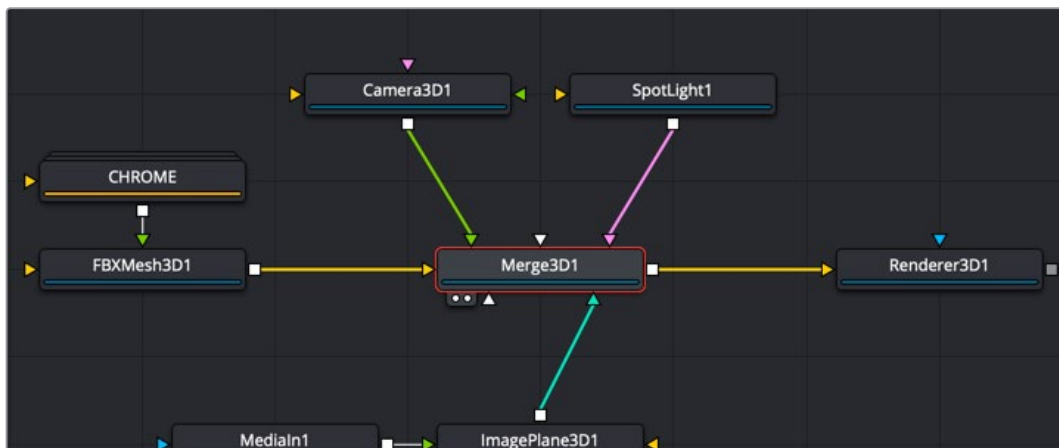 Camera3D1
SpotLight1
CHROME
FBXMesh3D1
Merge3D1
Renderer3D1
MediaIn1
ImagePlane3D1